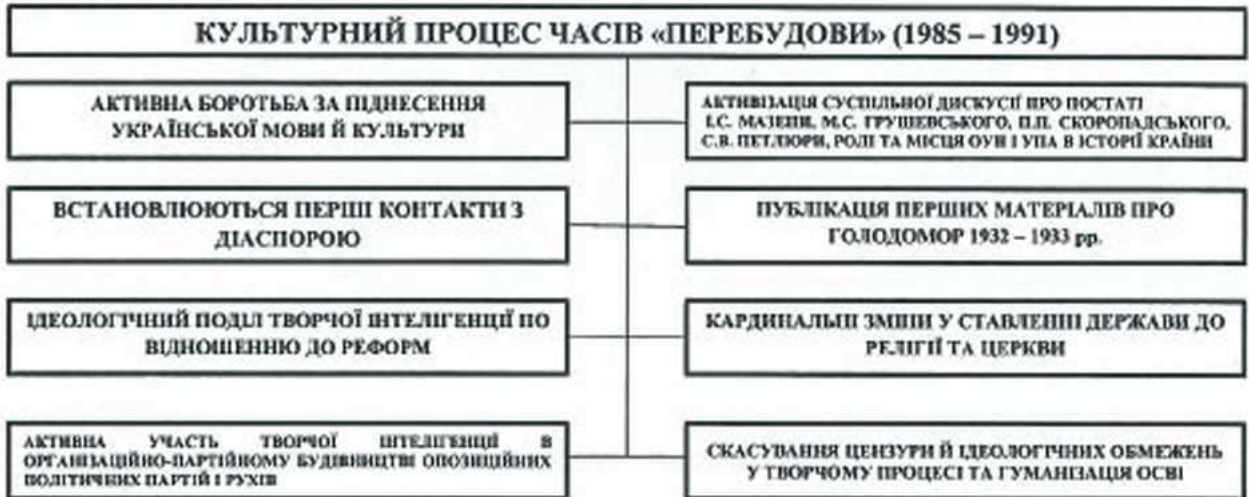 КУЛЬТУРНИЙ ПРОЦЕС ЧАСІВ «ПЕРЕБУДОВИ» (1985 – 1991)
АКТИВНА БОРОТЬБА ЗА ПІДНЕСЕННЯ
УКРАЇНСЬКОЇ МОВИ Й КУЛЬТУРИ
АКТИВІЗАЦІЯ СУСПІЛЬНОЇ ДИСКУСІЇ ПРО ПОСТАТІ
І.С. МАЗЕПИ, М.С. ГРУШЕВСЬКОГО, П.П. СКОРОПАДСЬКОГО,
С.В. ПЕТЛЮРИ, РОЛІ ТА МІСЦЯ ОУН І УПА В ІСТОРІЇ КРАЇНИ
ВСТАНОВЛЮЮТЬСЯ ПЕРШІ КОНТАКТИ З
ДІАСПОРОЮ
ПУБЛІКАЦІЯ ПЕРШИХ МАТЕРІАЛІВ ПРО
ГОЛОДОМОР 1932 – 1933 рр.
ІДЕОЛОГІЧНИЙ ПОДІЛ ТВОРЧОЇ ІНТЕЛІГЕНЦІЇ ПО
ВІДНОШЕННЮ ДО РЕФОРМ
КАРДИНАЛЬНІ ЗМІНИ У СТАВЛЕННІ ДЕРЖАВИ ДО
РЕЛІГІЇ ТА ЦЕРКВИ
АКТИВНА УЧАСТЬ ТВОРЧОЇ ІНТЕЛІГЕНЦІЇ В
ОРГАНІЗАЦІЙНО-ПАРТІЙНОМУ БУДІВНИЦТВІ ОПОЗИЦІЙНИХ
ПОЛІТИЧНИХ ПАРТІЙ І РУХІВ
СКАСУВАННЯ ЦЕНЗУРИ Й ІДЕОЛОГІЧНИХ ОБМЕЖЕНЬ
У ТВОРЧОМУ ПРОЦЕСІ ТА ГУМАНІЗАЦІЯ ОСВІ